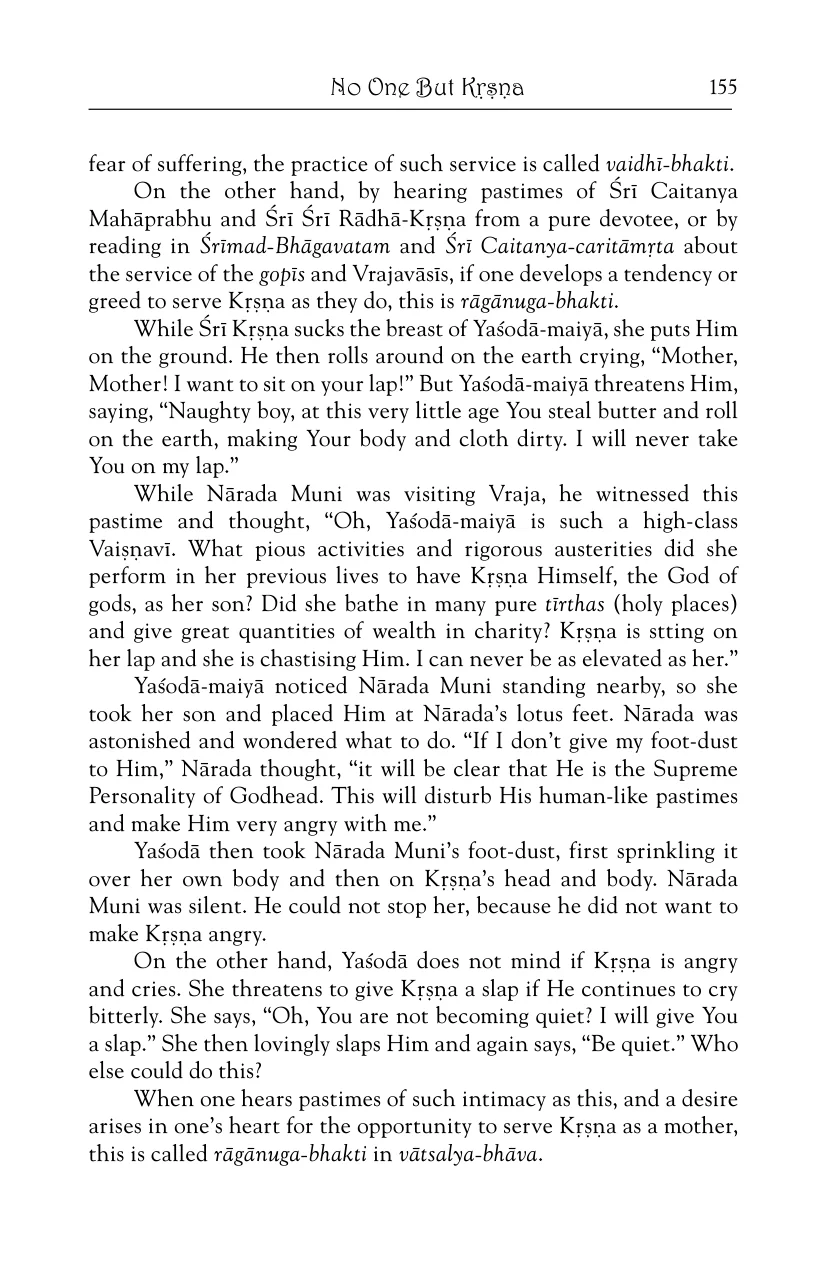 No One But Kṛṣṇa 155
fear of suffering, the practice of such service is called vaidhī-bhakti.
On the other hand, by hearing pastimes of Śrī Caitanya
Mahāprabhu and Śrī Śrī Rādhā-Kṛṣṇa from a pure devotee, or by
reading in Śrīmad-Bhāgavatam and Śrī Caitanya-caritāmṛta about
the service of the gopīs and Vrajavāsīs, if one develops a tendency or
greed to serve Kṛṣṇa as they do, this is rāgānuga-bhakti.
While Śrī Kṛṣṇa sucks the breast of Yaśodā-maiyā, she puts Him
on the ground. He then rolls around on the earth crying, “Mother,
Mother! I want to sit on your lap!” But Yaśodā-maiyā threatens Him,
saying, “Naughty boy, at this very little age You steal butter and roll
on the earth, making Your body and cloth dirty. I will never take
You on my lap.”
While Nārada Muni was visiting Vraja, he witnessed this
pastime and thought, “Oh, Yaśodā-maiyā is such a high-class
Vaiṣṇavī. What pious activities and rigorous austerities did she
perform in her previous lives to have Kṛṣṇa Himself, the God of
gods, as her son? Did she bathe in many pure tīrthas (holy places)
and give great quantities of wealth in charity? Kṛṣṇa is stting on
her lap and she is chastising Him. I can never be as elevated as her.”
Yaśodā-maiyā noticed Nārada Muni standing nearby, so she
took her son and placed Him at Nārada’s lotus feet. Nārada was
astonished and wondered what to do. “If I don’t give my foot-dust
to Him,” Nārada thought, “it will be clear that He is the Supreme
Personality of Godhead. This will disturb His human-like pastimes
and make Him very angry with me.”
Yaśodā then took Nārada Muni’s foot-dust, first sprinkling it
over her own body and then on Kṛṣṇa’s head and body. Nārada
Muni was silent. He could not stop her, because he did not want to
make Kṛṣṇa angry.
On the other hand, Yaśodā does not mind if Kṛṣṇa is angry
and cries. She threatens to give Kṛṣṇa a slap if He continues to cry
bitterly. She says, “Oh, You are not becoming quiet? I will give You
a slap.” She then lovingly slaps Him and again says, “Be quiet.” Who
else could do this?
When one hears pastimes of such intimacy as this, and a desire
arises in one’s heart for the opportunity to serve Kṛṣṇa as a mother,
this is called rāgānuga-bhakti in vātsalya-bhāva.